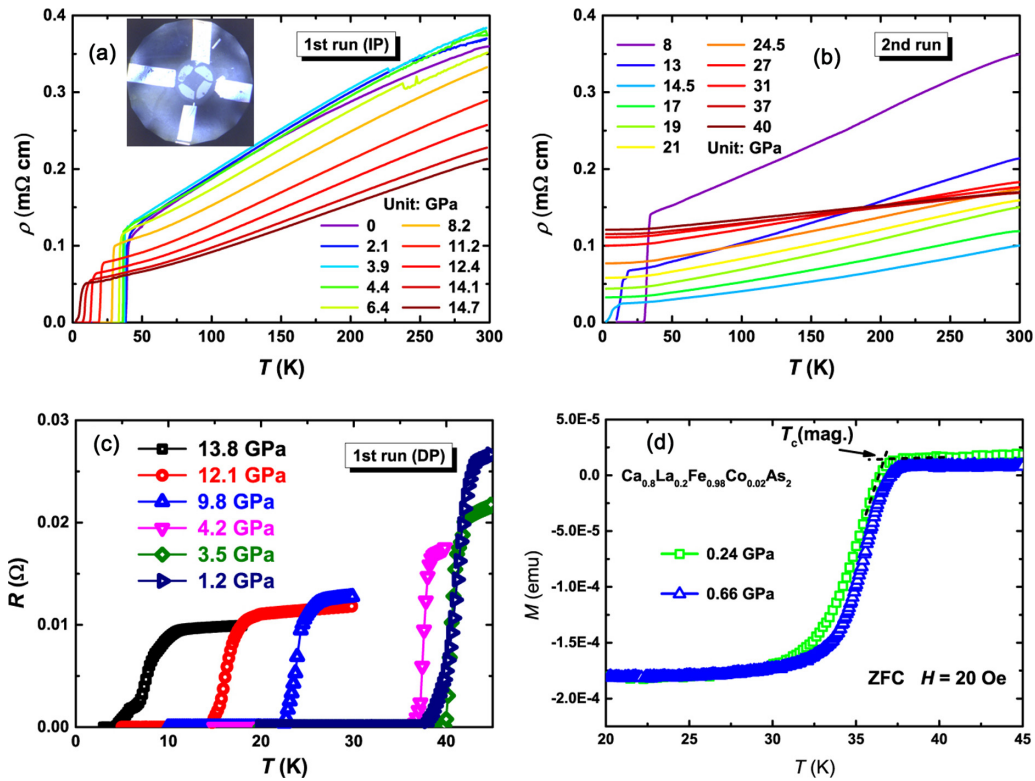 (a)
1st run (IP)
0.4
0.3
0.2
0.1
0.0
ρ (mΩ cm)
Unit: GPa
0 8.2
2.1 11.2
3.9 12.4
4.4 14.1
6.4 14.7
0 50 100 150 200 250 300
T (K)
(b)
2nd run
0.4
0.3
0.2
0.1
0.0
ρ (mΩ cm)
8 24.5
13 27
14.5 31
17 37
19 40
21 Unit: GPa
0 50 100 150 200 250 300
T (K)
(c)
1st run (DP)
0.03
0.02
0.01
0.00
R (Ω)
13.8 GPa
12.1 GPa
9.8 GPa
4.2 GPa
3.5 GPa
1.2 GPa
0 10 20 30 40
T (K)
(d)
Tc(mag.)
5.0E-5
0.0
-5.0E-5
-1.0E-4
-1.5E-4
-2.0E-4
M (emu)
Ca0.8La0.2Fe0.98Co0.02As2
0.24 GPa
0.66 GPa
ZFC H = 20 Oe
20 25 30 35 40 45
T (K)